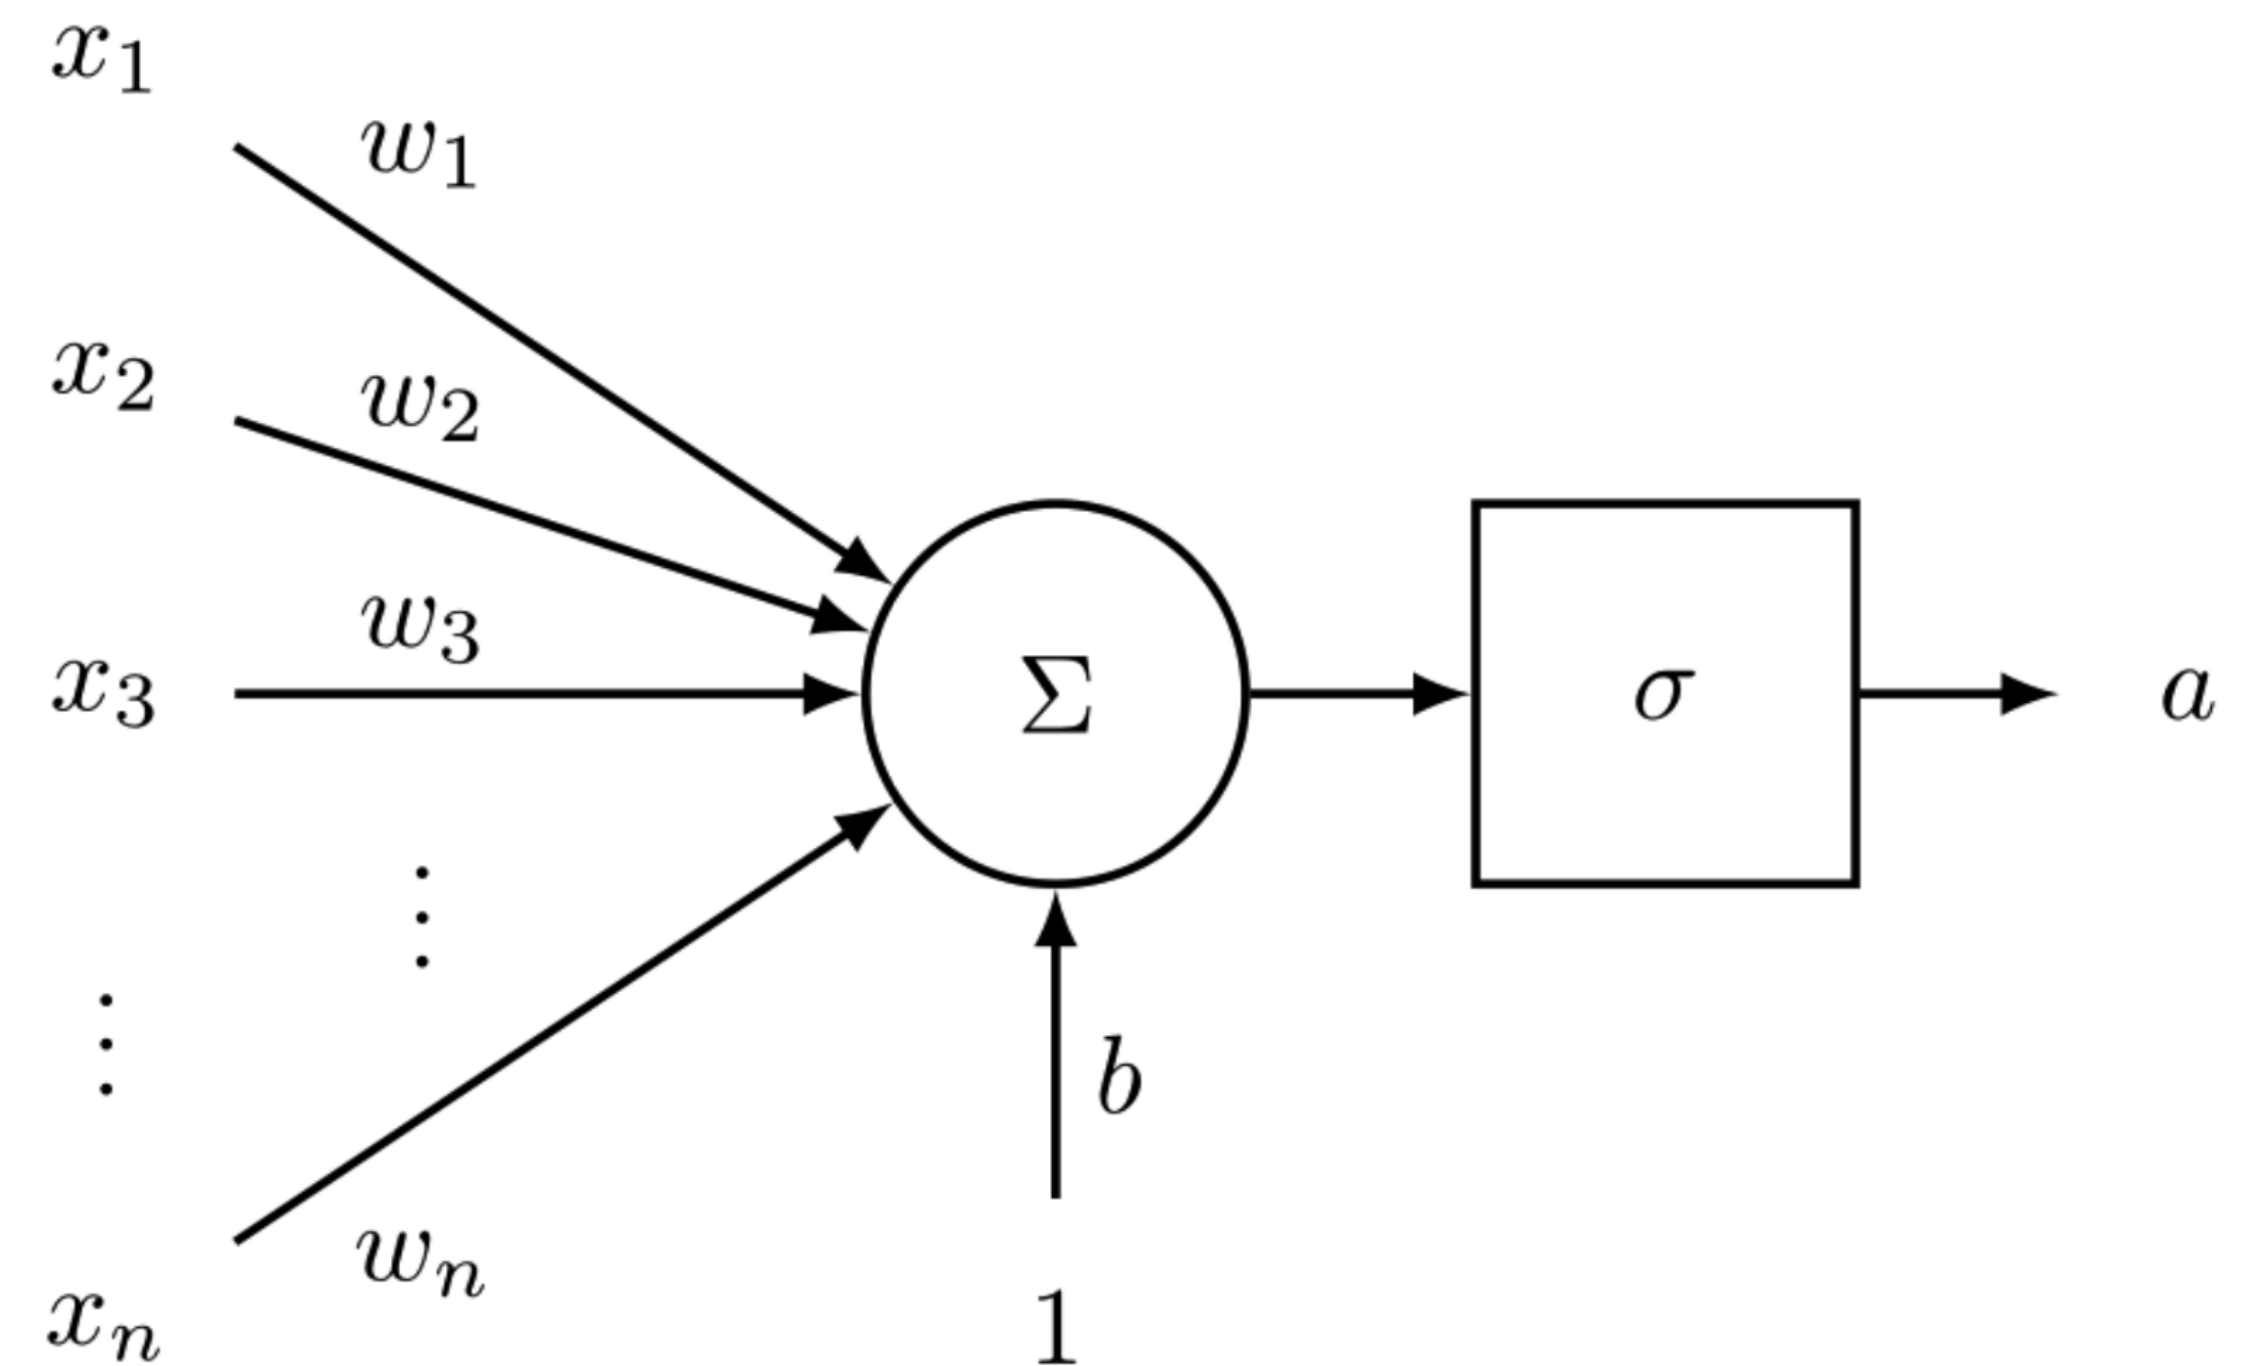 x₁
w₁
x₂
w₂
w₃
x₃
Σ
σ
a
⋮
⋮
b
wₙ
xₙ
1